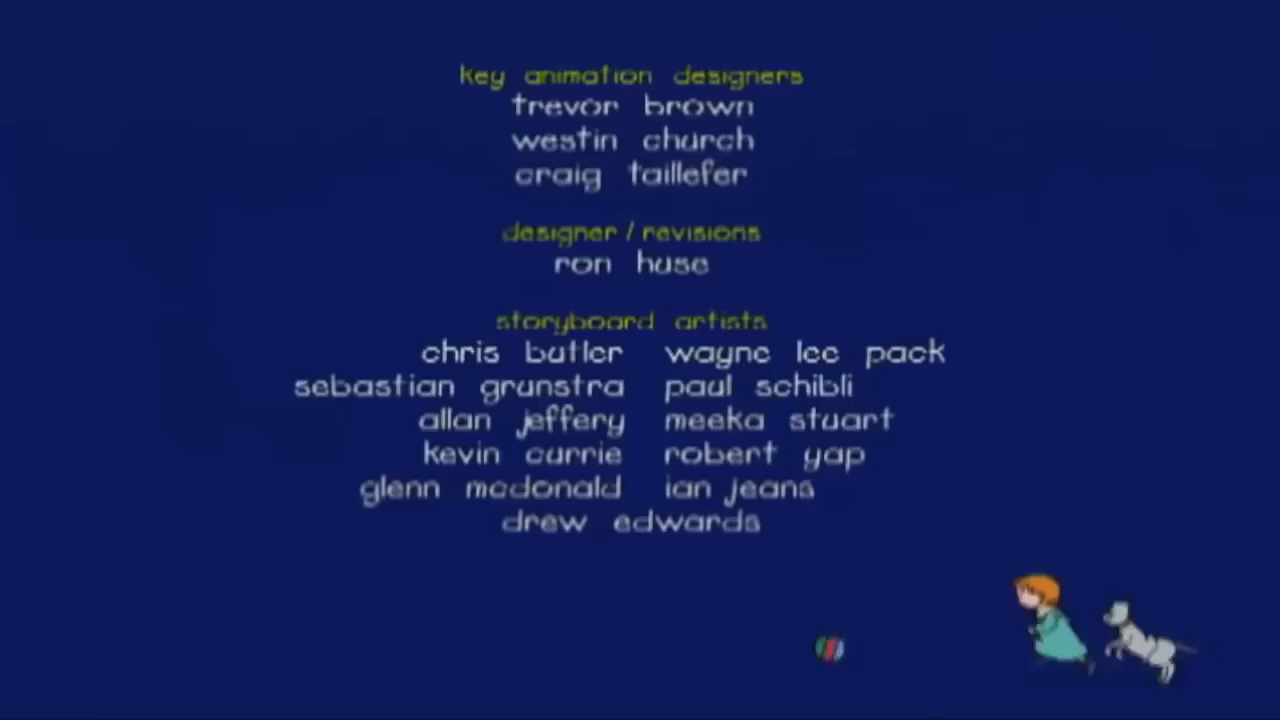 key animation designers
trevor brown
westin church
craig taillefer
designer / revisions
ron huse
storyboard artists
chris butler wayne lee pack
sebastian grunstra paul schibli
allan jeffery meeka stuart
kevin currie robert yap
glenn mcdonald ian jeans
drew edwards